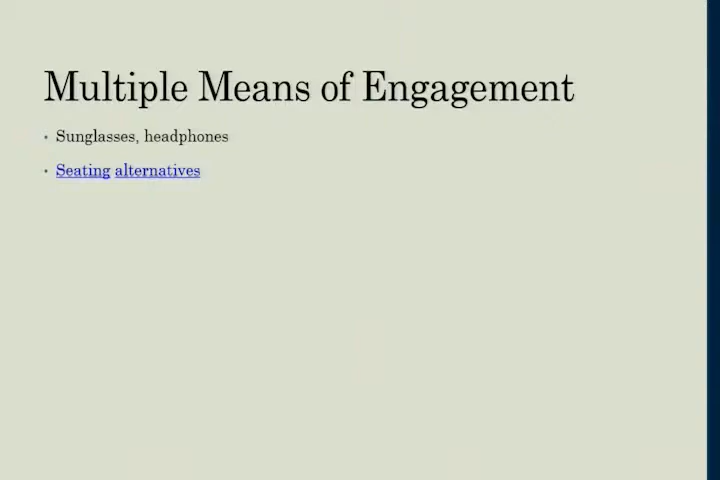 Multiple Means of Engagement
• Sunglasses, headphones
• Seating alternatives